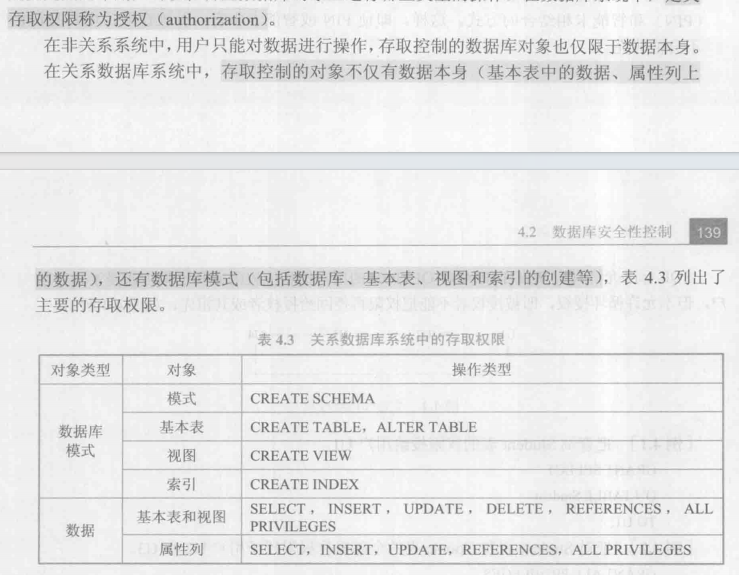 存取权限称为授权（authorization）。
在非关系系统中，用户只能对数据进行操作，存取控制的数据库对象也仅限于数据本身。
在关系数据库系统中，存取控制的对象不仅有数据本身（基本表中的数据、属性列上
4.2 数据库安全性控制 139
的数据），还有数据库模式（包括数据库、基本表、视图和索引的创建等），表 4.3 列出了
主要的存取权限。
表 4.3 关系数据库系统中的存取权限
对象类型 对象 操作类型
数据库
模式
模式 CREATE SCHEMA
基本表 CREATE TABLE，ALTER TABLE
视图 CREATE VIEW
索引 CREATE INDEX
数据
基本表和视图 SELECT，INSERT，UPDATE，DELETE，REFERENCES，ALL
PRIVILEGES
属性列 SELECT，INSERT，UPDATE，REFERENCES，ALL PRIVILEGES